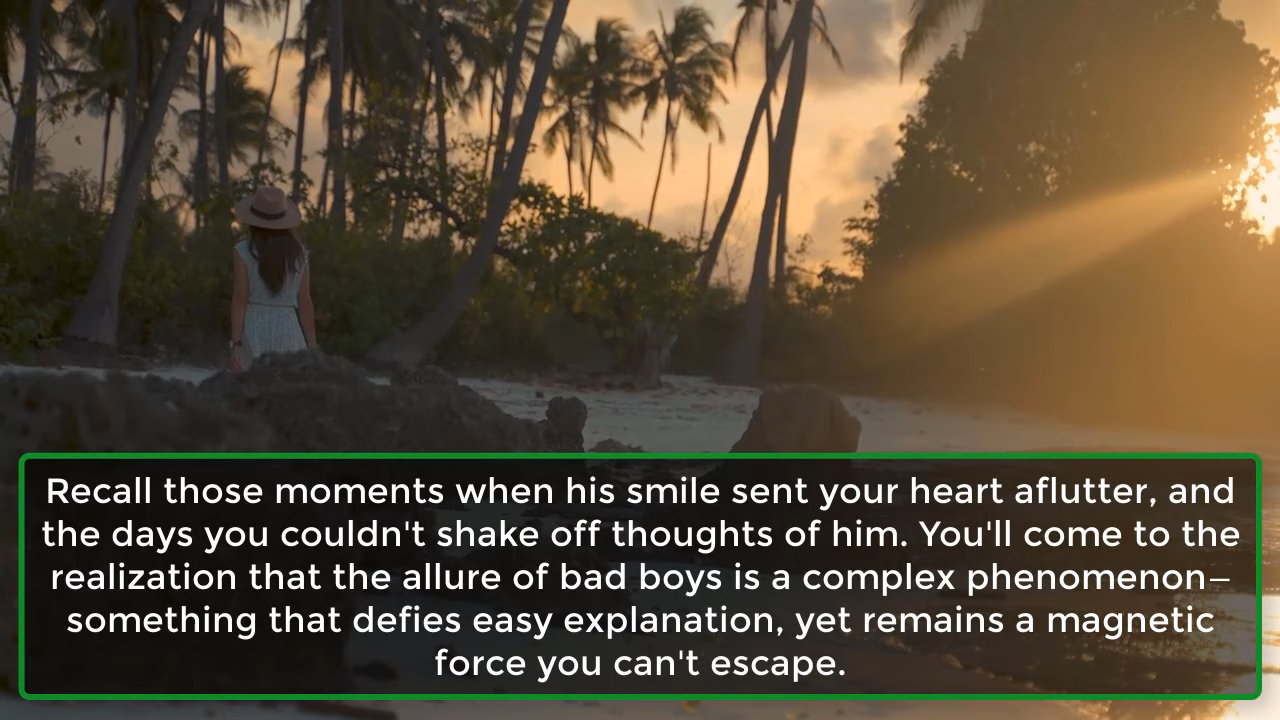 Recall those moments when his smile sent your heart aflutter, and
the days you couldn't shake off thoughts of him. You'll come to the
realization that the allure of bad boys is a complex phenomenon—
something that defies easy explanation, yet remains a magnetic
force you can't escape.